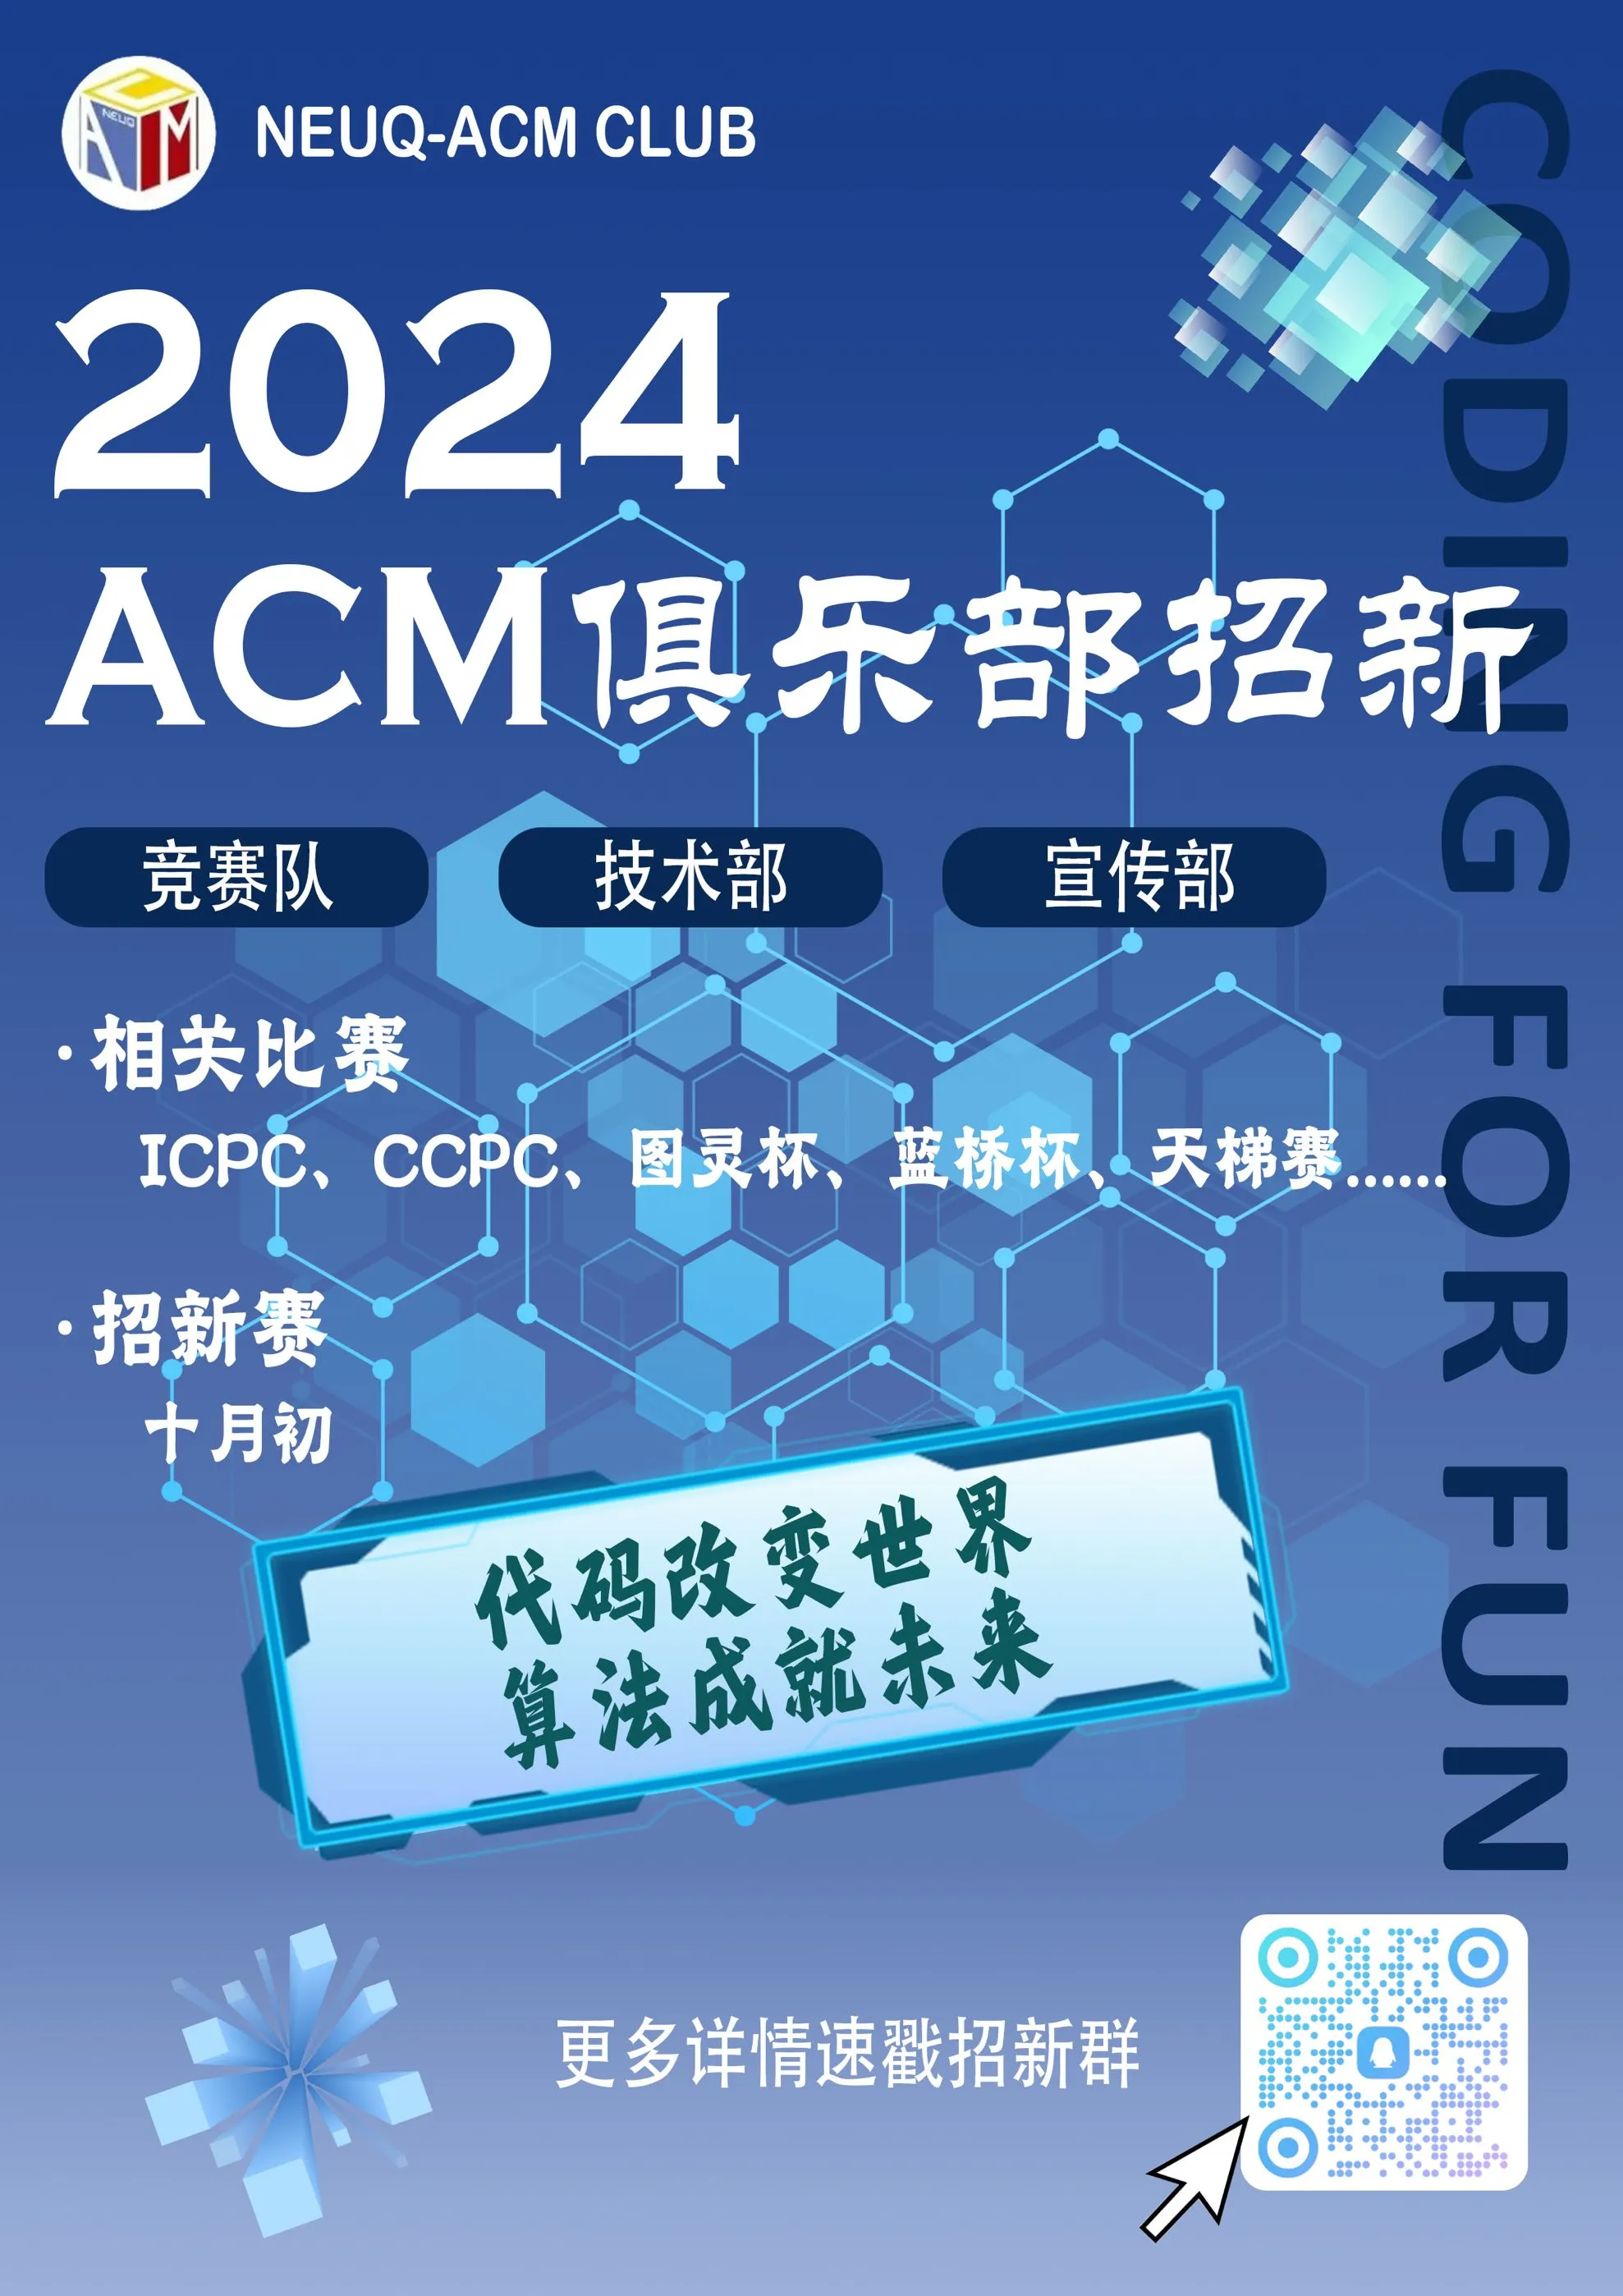 NEUQ
ACM
NEUQ-ACM CLUB
2024
ACM俱乐部招新
竞赛队
技术部
宣传部
·相关比赛
ICPC、CCPC、图灵杯、蓝桥杯、天梯赛......
·招新赛
十月初
代码改变世界
算法成就未来
更多详情速戳招新群
CODING FOR FUN